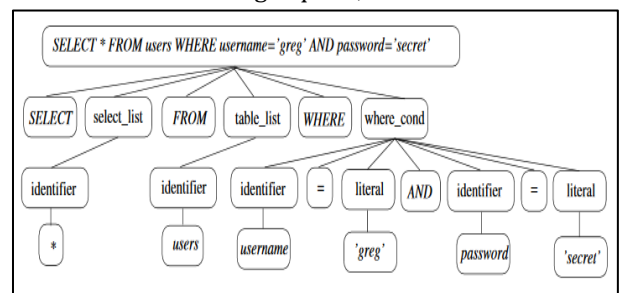 SELECT * FROM users WHERE username='greg' AND password='secret'
SELECT select_list FROM table_list WHERE where_cond
identifier identifier identifier = literal AND identifier = literal
* users username 'greg' password 'secret'